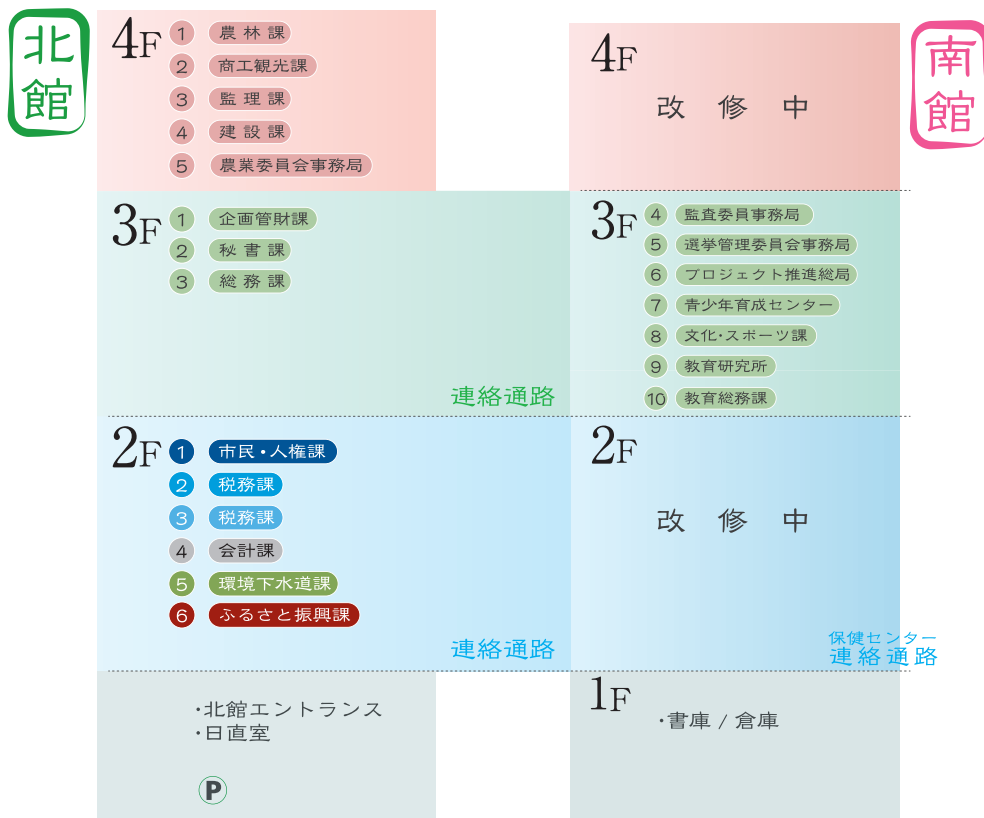 北館
4F
1 農林課
2 商工観光課
3 監理課
4 建設課
5 農業委員会事務局
3F
1 企画管財課
2 秘書課
3 総務課
連絡通路
2F
1 市民・人権課
2 税務課
3 税務課
4 会計課
5 環境下水道課
6 ふるさと振興課
連絡通路
・北館エントランス
・日直室
P
南館
4F
改修中
3F
4 監査委員事務局
5 選挙管理委員会事務局
6 プロジェクト推進総局
7 青少年育成センター
8 文化・スポーツ課
9 教育研究所
10 教育総務課
2F
改修中
保健センター
連絡通路
1F
・書庫 / 倉庫